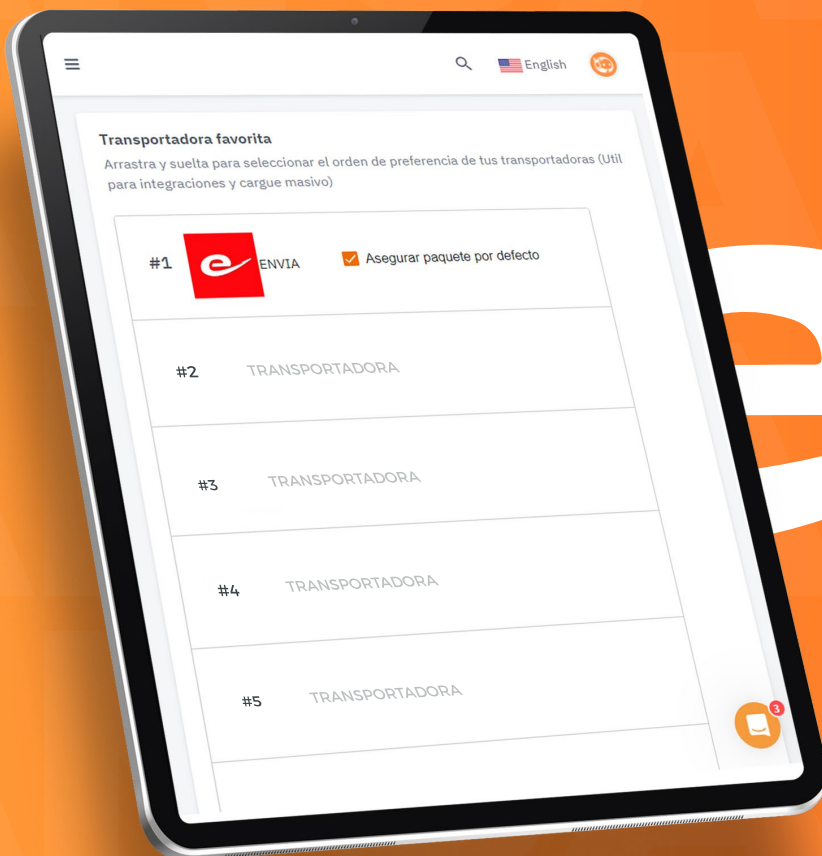 English
Transportadora favorita
Arrastra y suelta para seleccionar el orden de preferencia de tus transportadoras (Util
para integraciones y cargue masivo)
#1 e ENVIA Asegurar paquete por defecto
#2 TRANSPORTADORA
#3 TRANSPORTADORA
#4 TRANSPORTADORA
#5 TRANSPORTADORA
3